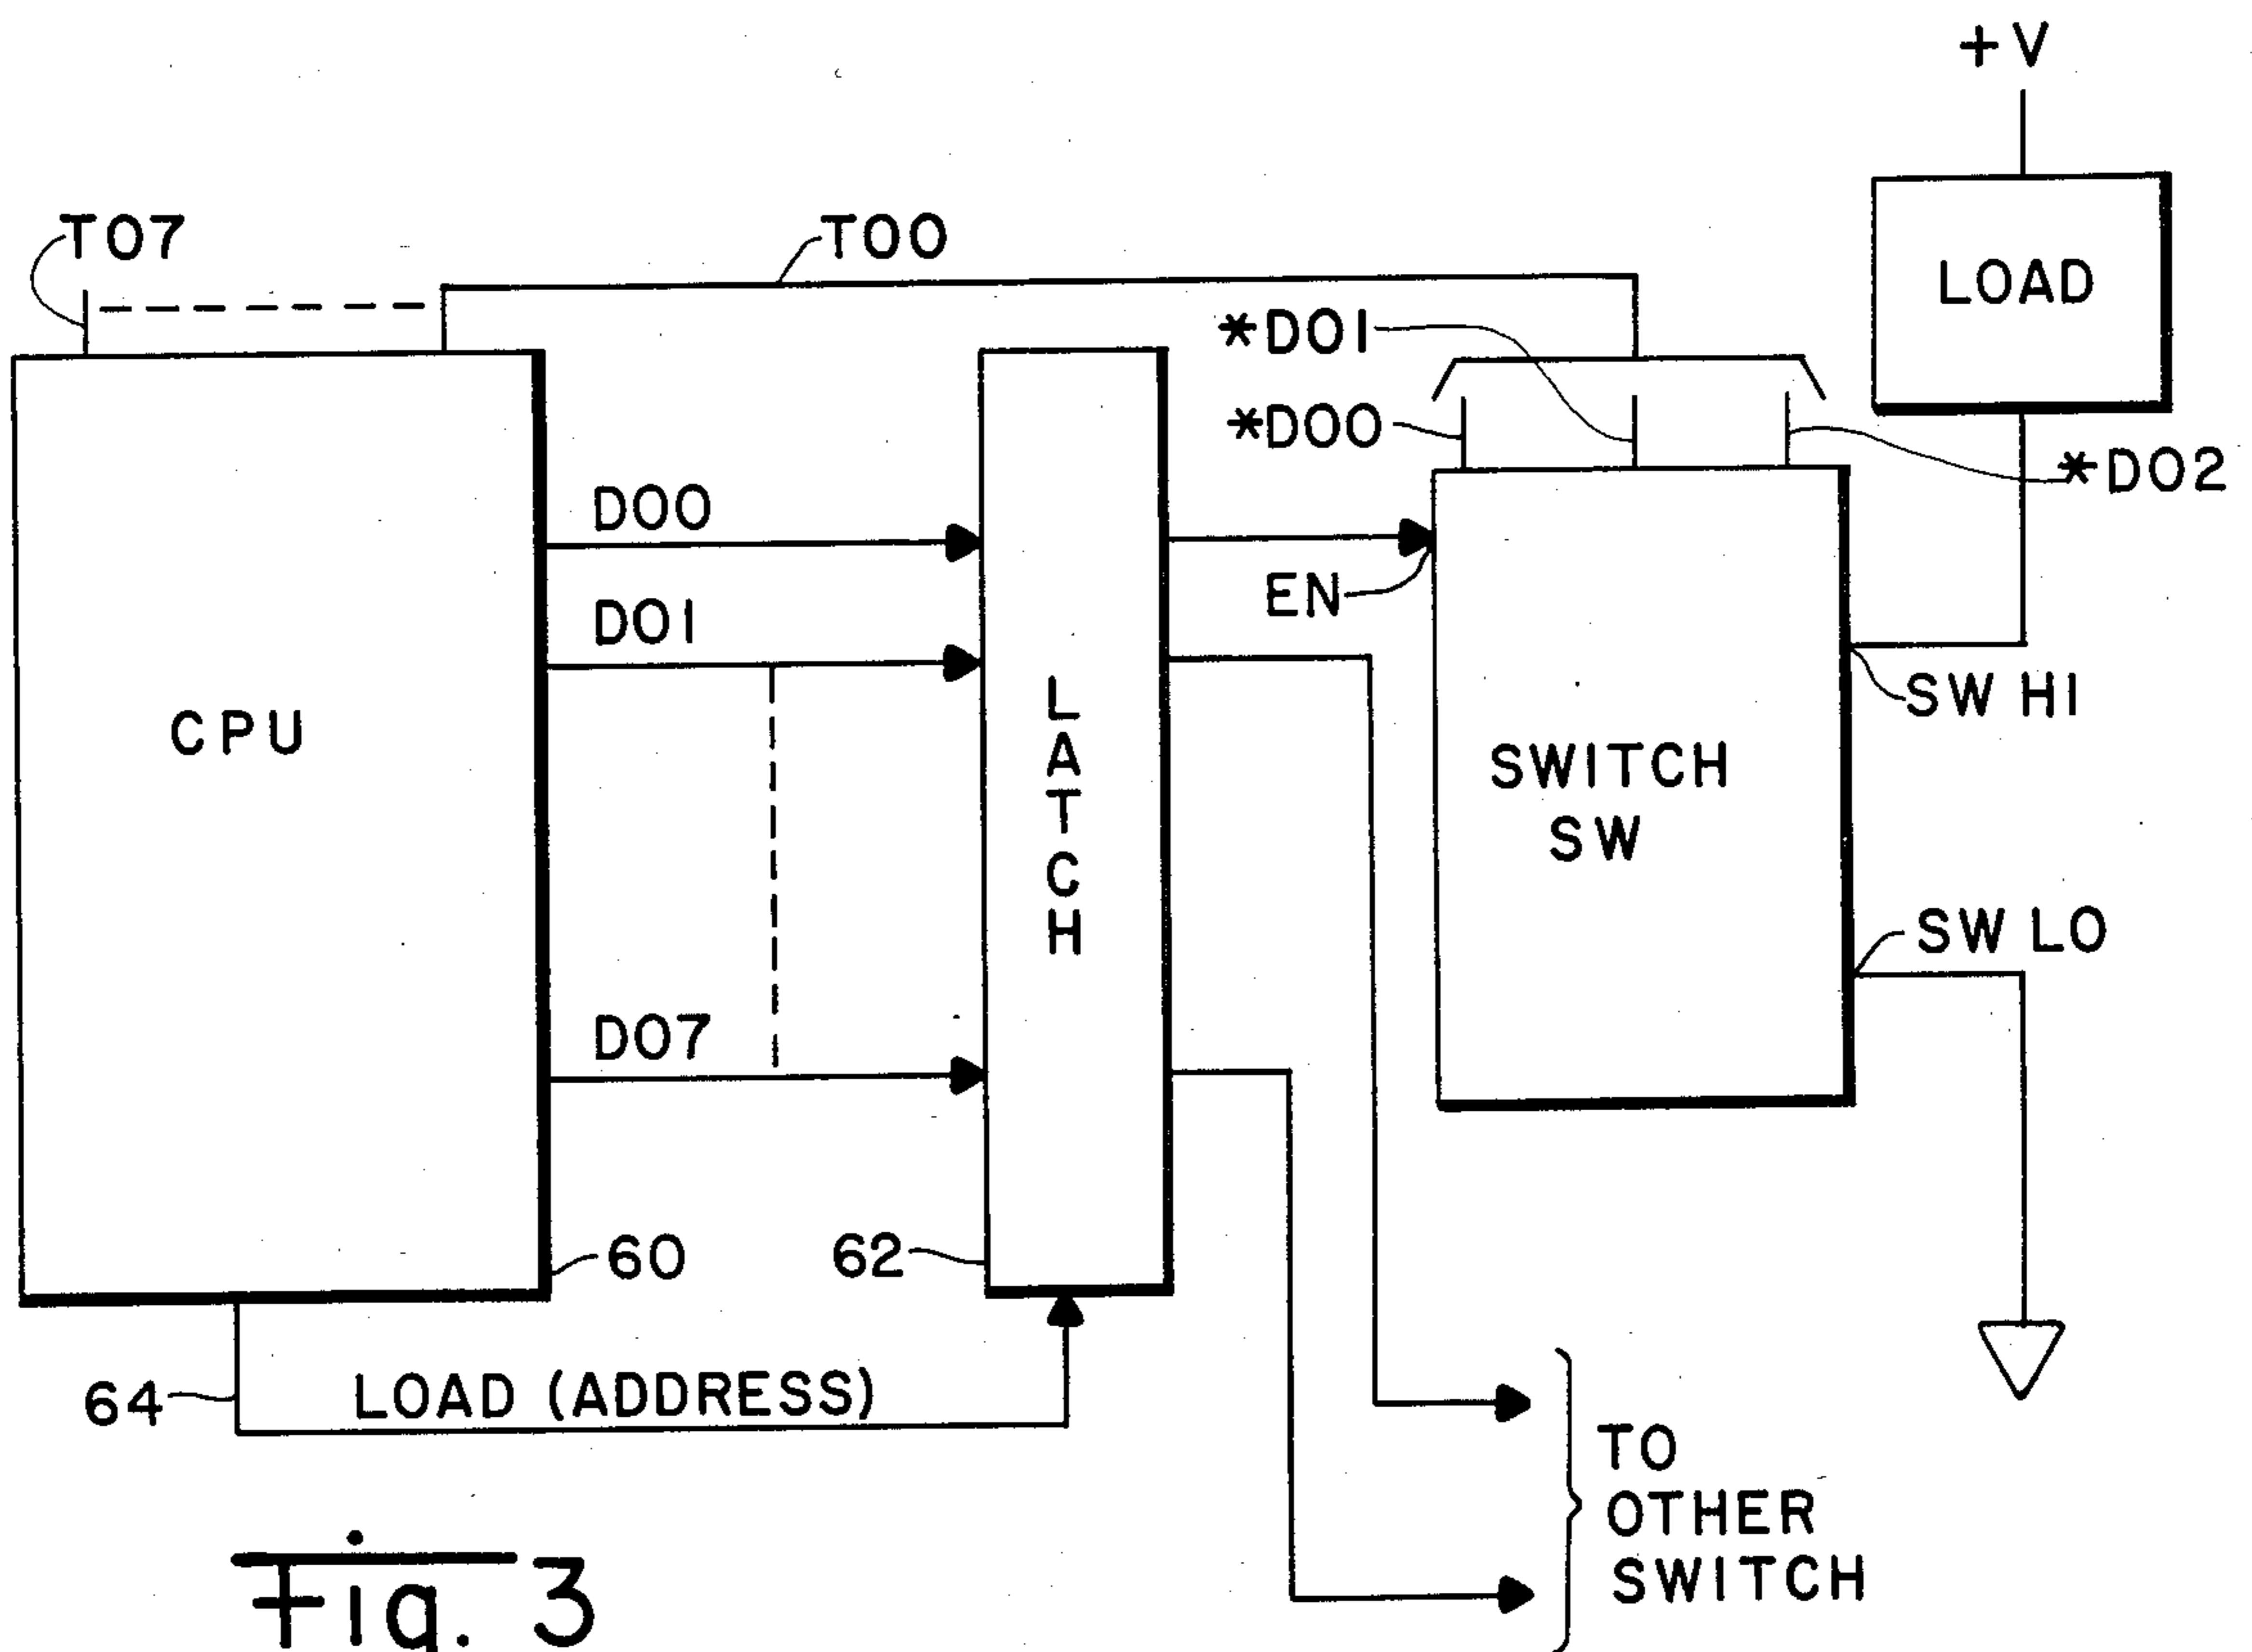 +V
T07
T00
LOAD
*D01
*D00
*D02
D00
EN
D01
CPU
LATCH
SW HI
SWITCH
SW
SW LO
D07
60
62
64
LOAD (ADDRESS)
TO
OTHER
SWITCH
Fig. 3